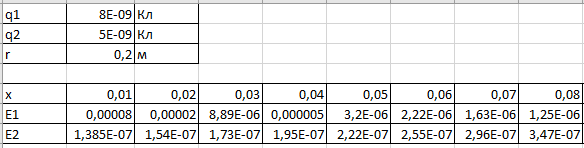 q1 8E-09 Кл
q2 5E-09 Кл
r 0,2 м
x 0,01 0,02 0,03 0,04 0,05 0,06 0,07 0,08
E1 0,00008 0,00002 8,89E-06 0,000005 3,2E-06 2,22E-06 1,63E-06 1,25E-06
E2 1,385E-07 1,54E-07 1,73E-07 1,95E-07 2,22E-07 2,55E-07 2,96E-07 3,47E-07